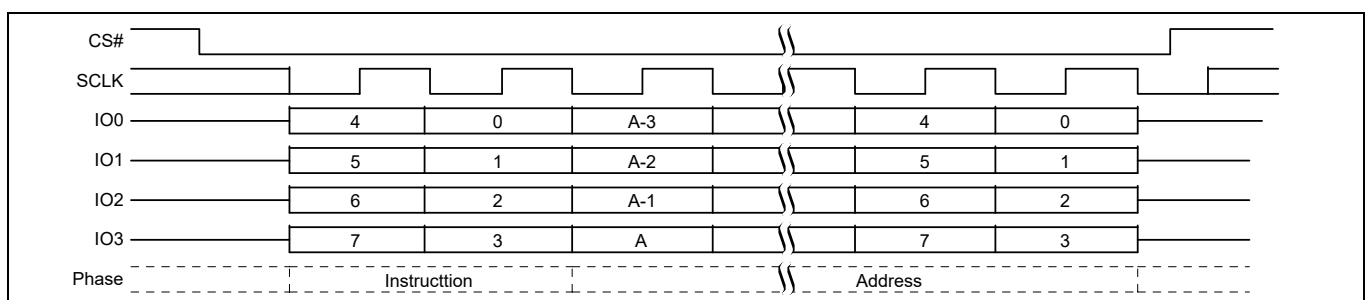 CS#
SCLK
IO0 4 0 A-3 4 0
IO1 5 1 A-2 5 1
IO2 6 2 A-1 6 2
IO3 7 3 A 7 3
Phase Instructtion Address